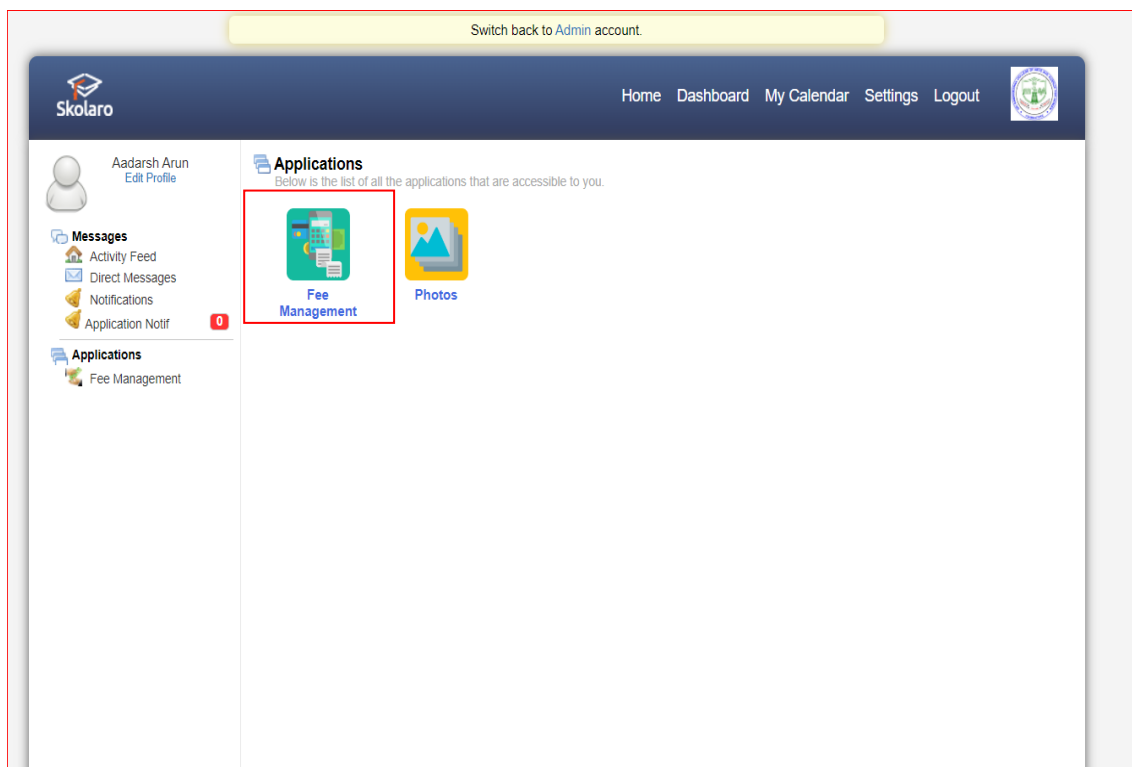 Switch back to Admin account.
Skolaro
Home Dashboard My Calendar Settings Logout
Aadarsh Arun
Edit Profile
Messages
Activity Feed
Direct Messages
Notifications
Application Notif 0
Applications
Fee Management
Applications
Below is the list of all the applications that are accessible to you.
Fee
Management
Photos